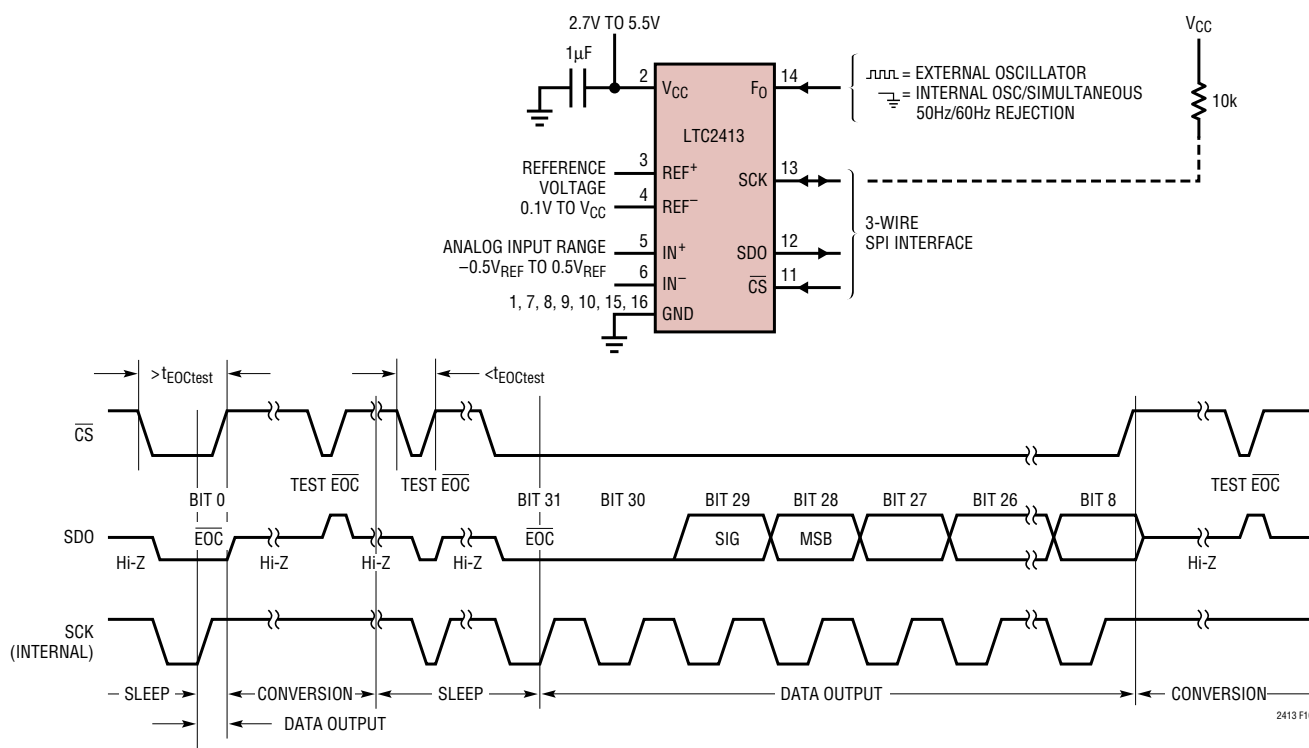 2.7V TO 5.5V
1µF
VCC
10k
2
VCC
FO
14
= EXTERNAL OSCILLATOR
= INTERNAL OSC/SIMULTANEOUS
50Hz/60Hz REJECTION
LTC2413
REFERENCE
VOLTAGE
0.1V TO VCC
3
REF+
SCK
13
4
REF−
3-WIRE
SPI INTERFACE
ANALOG INPUT RANGE
−0.5VREF TO 0.5VREF
5
IN+
SDO
12
6
IN−
CS
11
1, 7, 8, 9, 10, 15, 16
GND
>tEOCtest
<tEOCtest
CS
TEST EOC
TEST EOC
TEST EOC
BIT 0
BIT 31
BIT 30
BIT 29
BIT 28
BIT 27
BIT 26
BIT 8
SDO
EOC
EOC
SIG
MSB
Hi-Z
Hi-Z
Hi-Z
Hi-Z
Hi-Z
SCK
(INTERNAL)
SLEEP
CONVERSION
SLEEP
DATA OUTPUT
CONVERSION
DATA OUTPUT